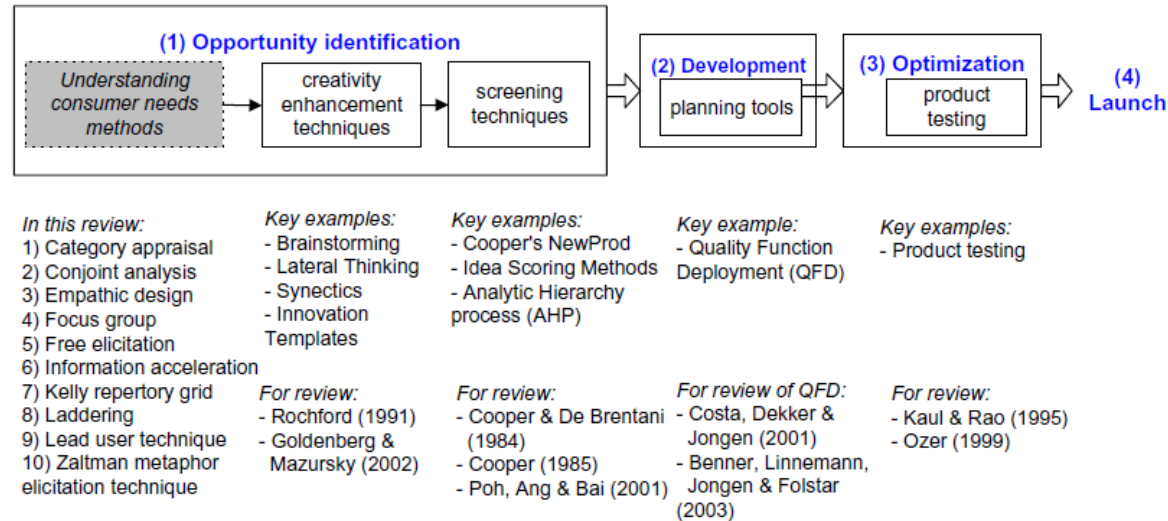 (1) Opportunity identification
Understanding
consumer needs
methods
creativity
enhancement
techniques
screening
techniques
(2) Development
planning tools
(3) Optimization
product
testing
(4)
Launch
In this review:
1) Category appraisal
2) Conjoint analysis
3) Empathic design
4) Focus group
5) Free elicitation
6) Information acceleration
7) Kelly repertory grid
8) Laddering
9) Lead user technique
10) Zaltman metaphor
elicitation technique
Key examples:
- Brainstorming
- Lateral Thinking
- Synectics
- Innovation
Templates
For review:
- Rochford (1991)
- Goldenberg &
Mazursky (2002)
Key examples:
- Cooper's NewProd
- Idea Scoring Methods
- Analytic Hierarchy
process (AHP)
For review:
- Cooper & De Brentani
(1984)
- Cooper (1985)
- Poh, Ang & Bai (2001)
Key example:
- Quality Function
Deployment (QFD)
For review of QFD:
- Costa, Dekker &
Jongen (2001)
- Benner, Linnemann,
Jongen & Folstar
(2003)
Key examples:
- Product testing
For review:
- Kaul & Rao (1995)
- Ozer (1999)